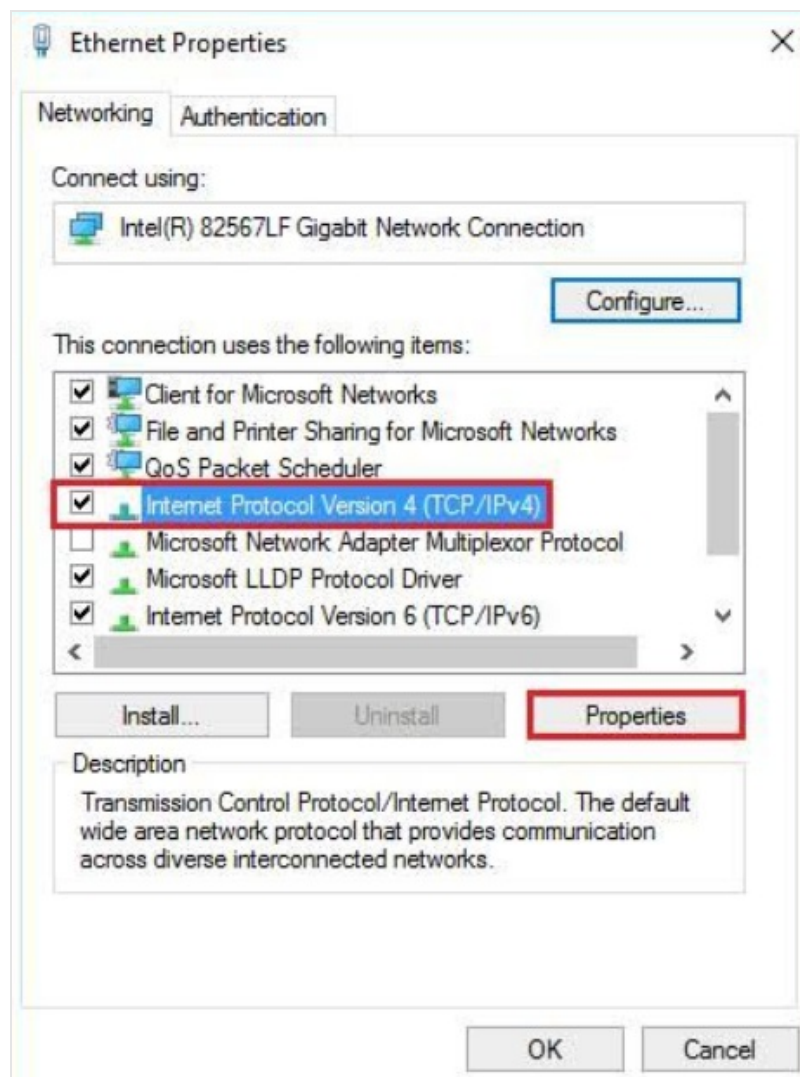 Ethernet Properties
Networking
Authentication
Connect using:
Intel(R) 82567LF Gigabit Network Connection
Configure...
This connection uses the following items:
Client for Microsoft Networks
File and Printer Sharing for Microsoft Networks
QoS Packet Scheduler
Internet Protocol Version 4 (TCP/IPv4)
Microsoft Network Adapter Multiplexor Protocol
Microsoft LLDP Protocol Driver
Internet Protocol Version 6 (TCP/IPv6)
Install...
Uninstall
Properties
Description
Transmission Control Protocol/Internet Protocol. The default
wide area network protocol that provides communication
across diverse interconnected networks.
OK
Cancel